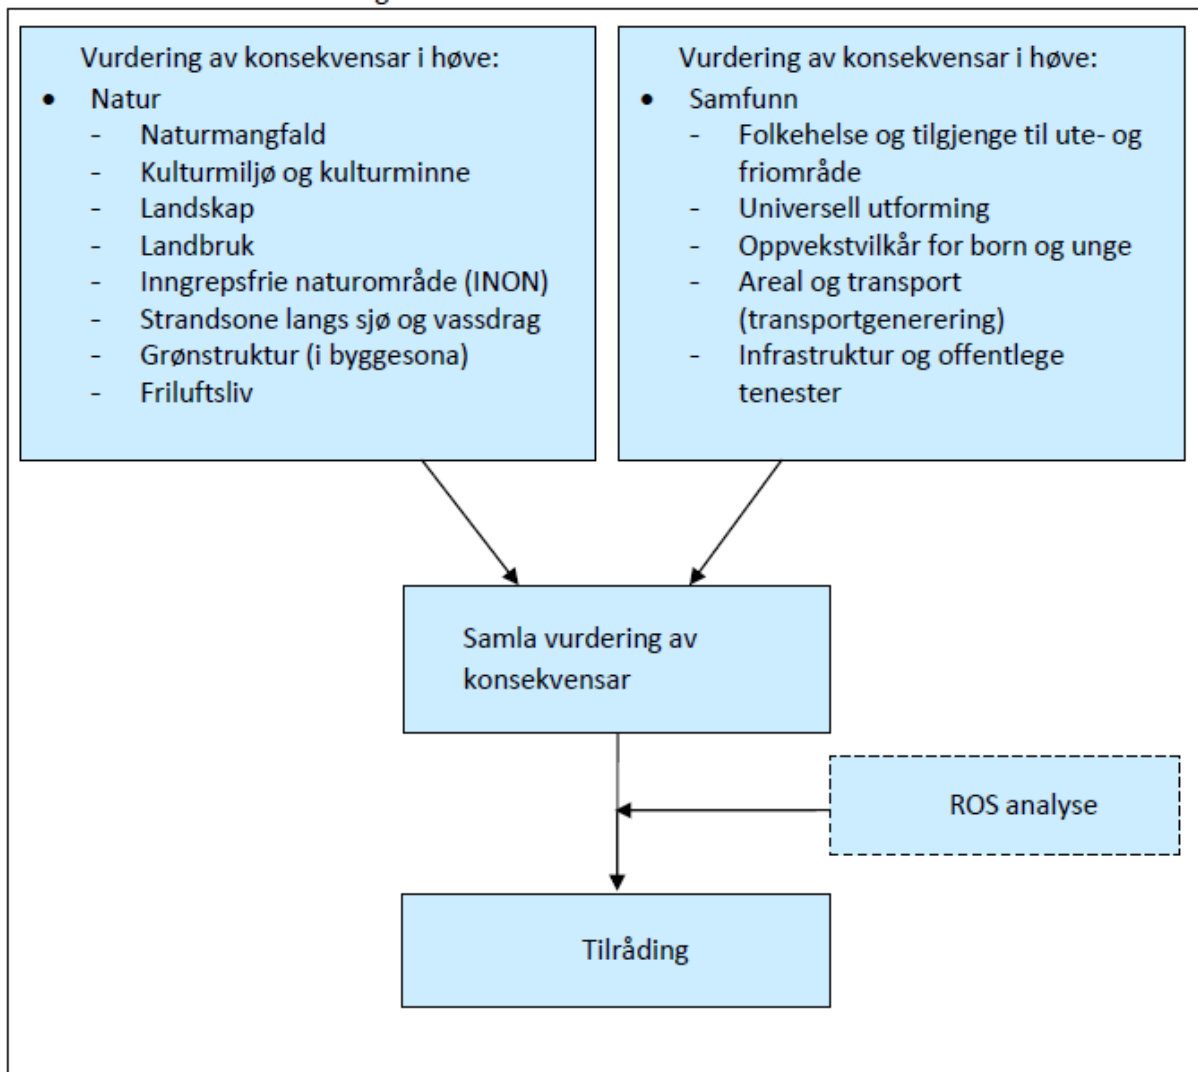 Vurdering av konsekvensar i høve:
• Natur
- Naturmangfald
- Kulturmiljø og kulturminne
- Landskap
- Landbruk
- Inngrepsfrie naturområde (INON)
- Strandsone langs sjø og vassdrag
- Grønstruktur (i byggesona)
- Friluftsliv
Vurdering av konsekvensar i høve:
• Samfunn
- Folkehelse og tilgjenge til ute- og
friområde
- Universell utforming
- Oppvekstvilkår for born og unge
- Areal og transport
(transportgenerering)
- Infrastruktur og offentlege
tenester
Samla vurdering av
konsekvensar
ROS analyse
Tilråding